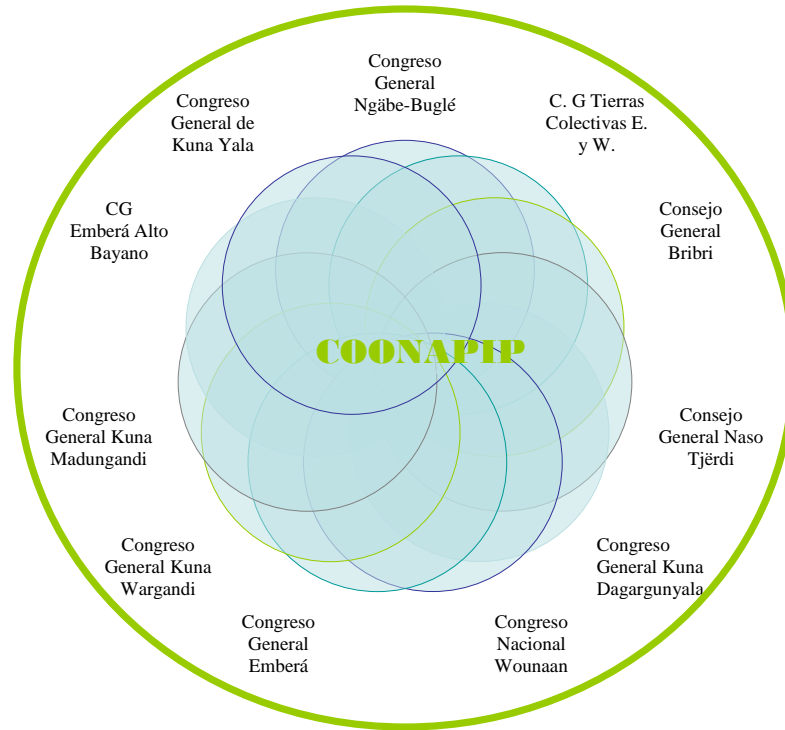 Congreso
General
Ngäbe-Buglé
C. G Tierras
Colectivas E.
y W.
Consejo
General
Bribri
Consejo
General Naso
Tjërdi
Congreso
General Kuna
Dagargunyala
Congreso
Nacional
Wounaan
Congreso
General
Emberá
Congreso
General Kuna
Wargandi
Congreso
General Kuna
Madungandi
CG
Emberá Alto
Bayano
Congreso
General de
Kuna Yala
COONAPIP